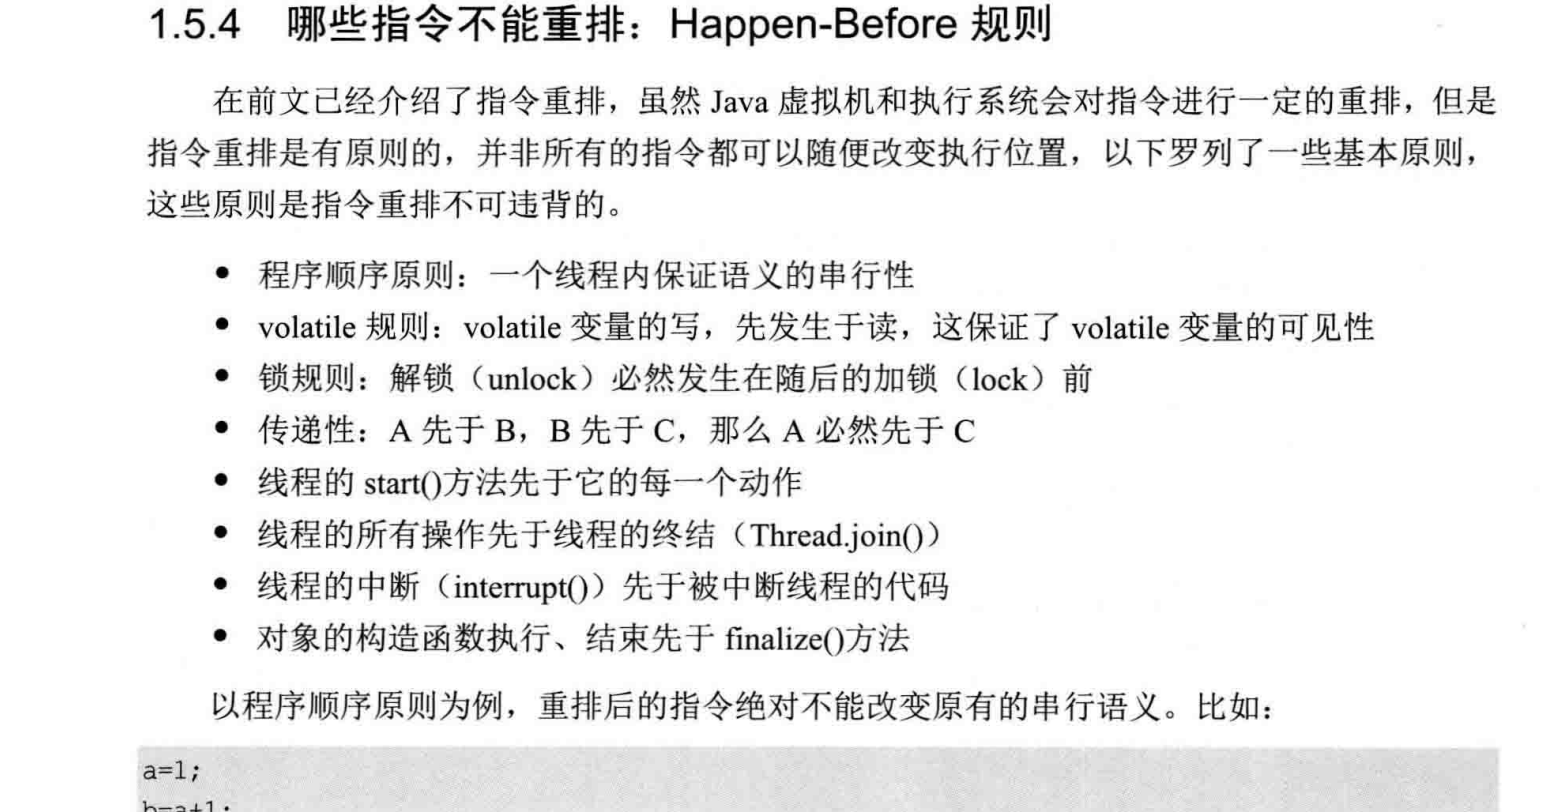 1.5.4 哪些指令不能重排：Happen-Before 规则
在前文已经介绍了指令重排，虽然 Java 虚拟机和执行系统会对指令进行一定的重排，但是
指令重排是有原则的，并非所有的指令都可以随便改变执行位置，以下罗列了一些基本原则，
这些原则是指令重排不可违背的。
● 程序顺序原则：一个线程内保证语义的串行性
● volatile 规则：volatile 变量的写，先发生于读，这保证了 volatile 变量的可见性
● 锁规则：解锁（unlock）必然发生在随后的加锁（lock）前
● 传递性：A 先于 B，B 先于 C，那么 A 必然先于 C
● 线程的 start()方法先于它的每一个动作
● 线程的所有操作先于线程的终结（Thread.join()）
● 线程的中断（interrupt()）先于被中断线程的代码
● 对象的构造函数执行、结束先于 finalize()方法
以程序顺序原则为例，重排后的指令绝对不能改变原有的串行语义。比如：
a=1;
b=a+1;